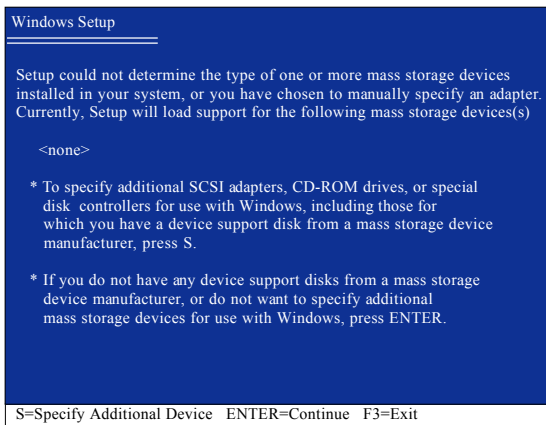 Windows Setup
Setup could not determine the type of one or more mass storage devices
installed in your system, or you have chosen to manually specify an adapter.
Currently, Setup will load support for the following mass storage devices(s)
<none>
* To specify additional SCSI adapters, CD-ROM drives, or special
disk controllers for use with Windows, including those for
which you have a device support disk from a mass storage device
manufacturer, press S.
* If you do not have any device support disks from a mass storage
device manufacturer, or do not want to specify additional
mass storage devices for use with Windows, press ENTER.
S=Specify Additional Device ENTER=Continue F3=Exit